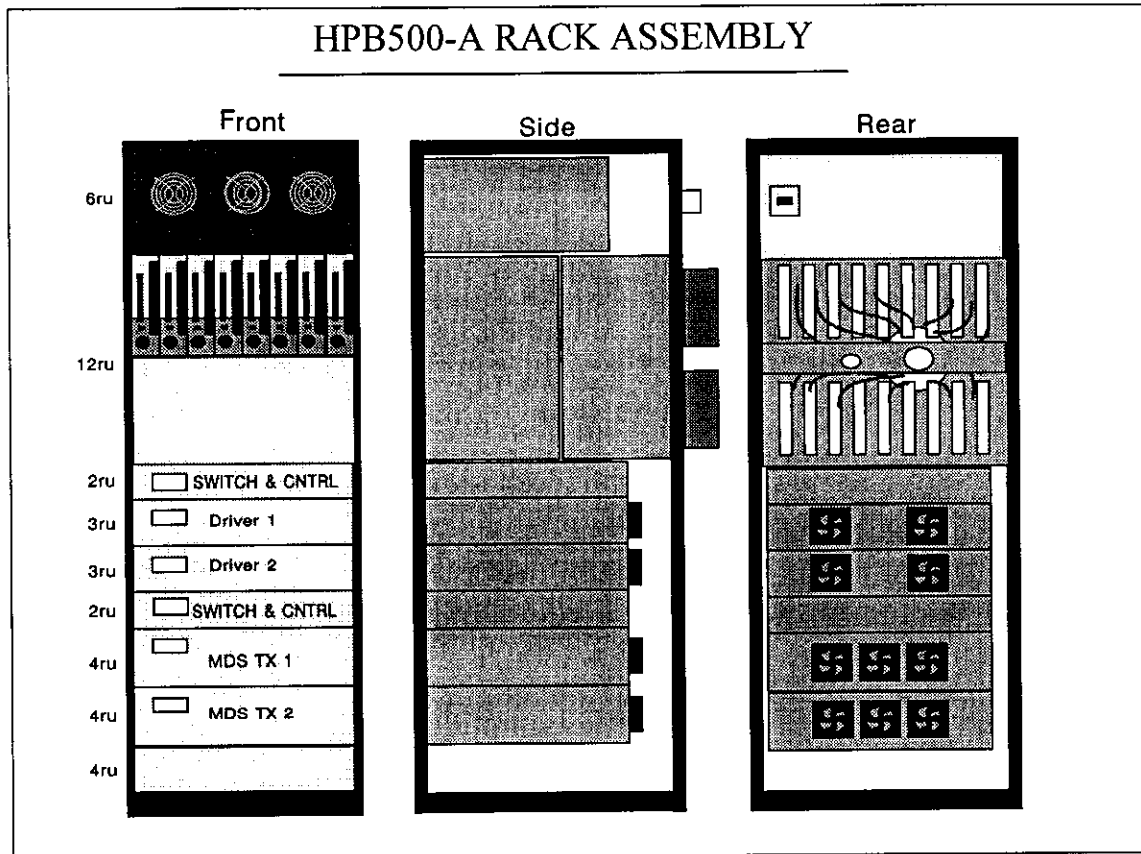 HPB500-A RACK ASSEMBLY
Front
Side
Rear
6ru
12ru
2ru
SWITCH & CNTRL
3ru
Driver 1
3ru
Driver 2
2ru
SWITCH & CNTRL
4ru
MDS TX 1
4ru
MDS TX 2
4ru